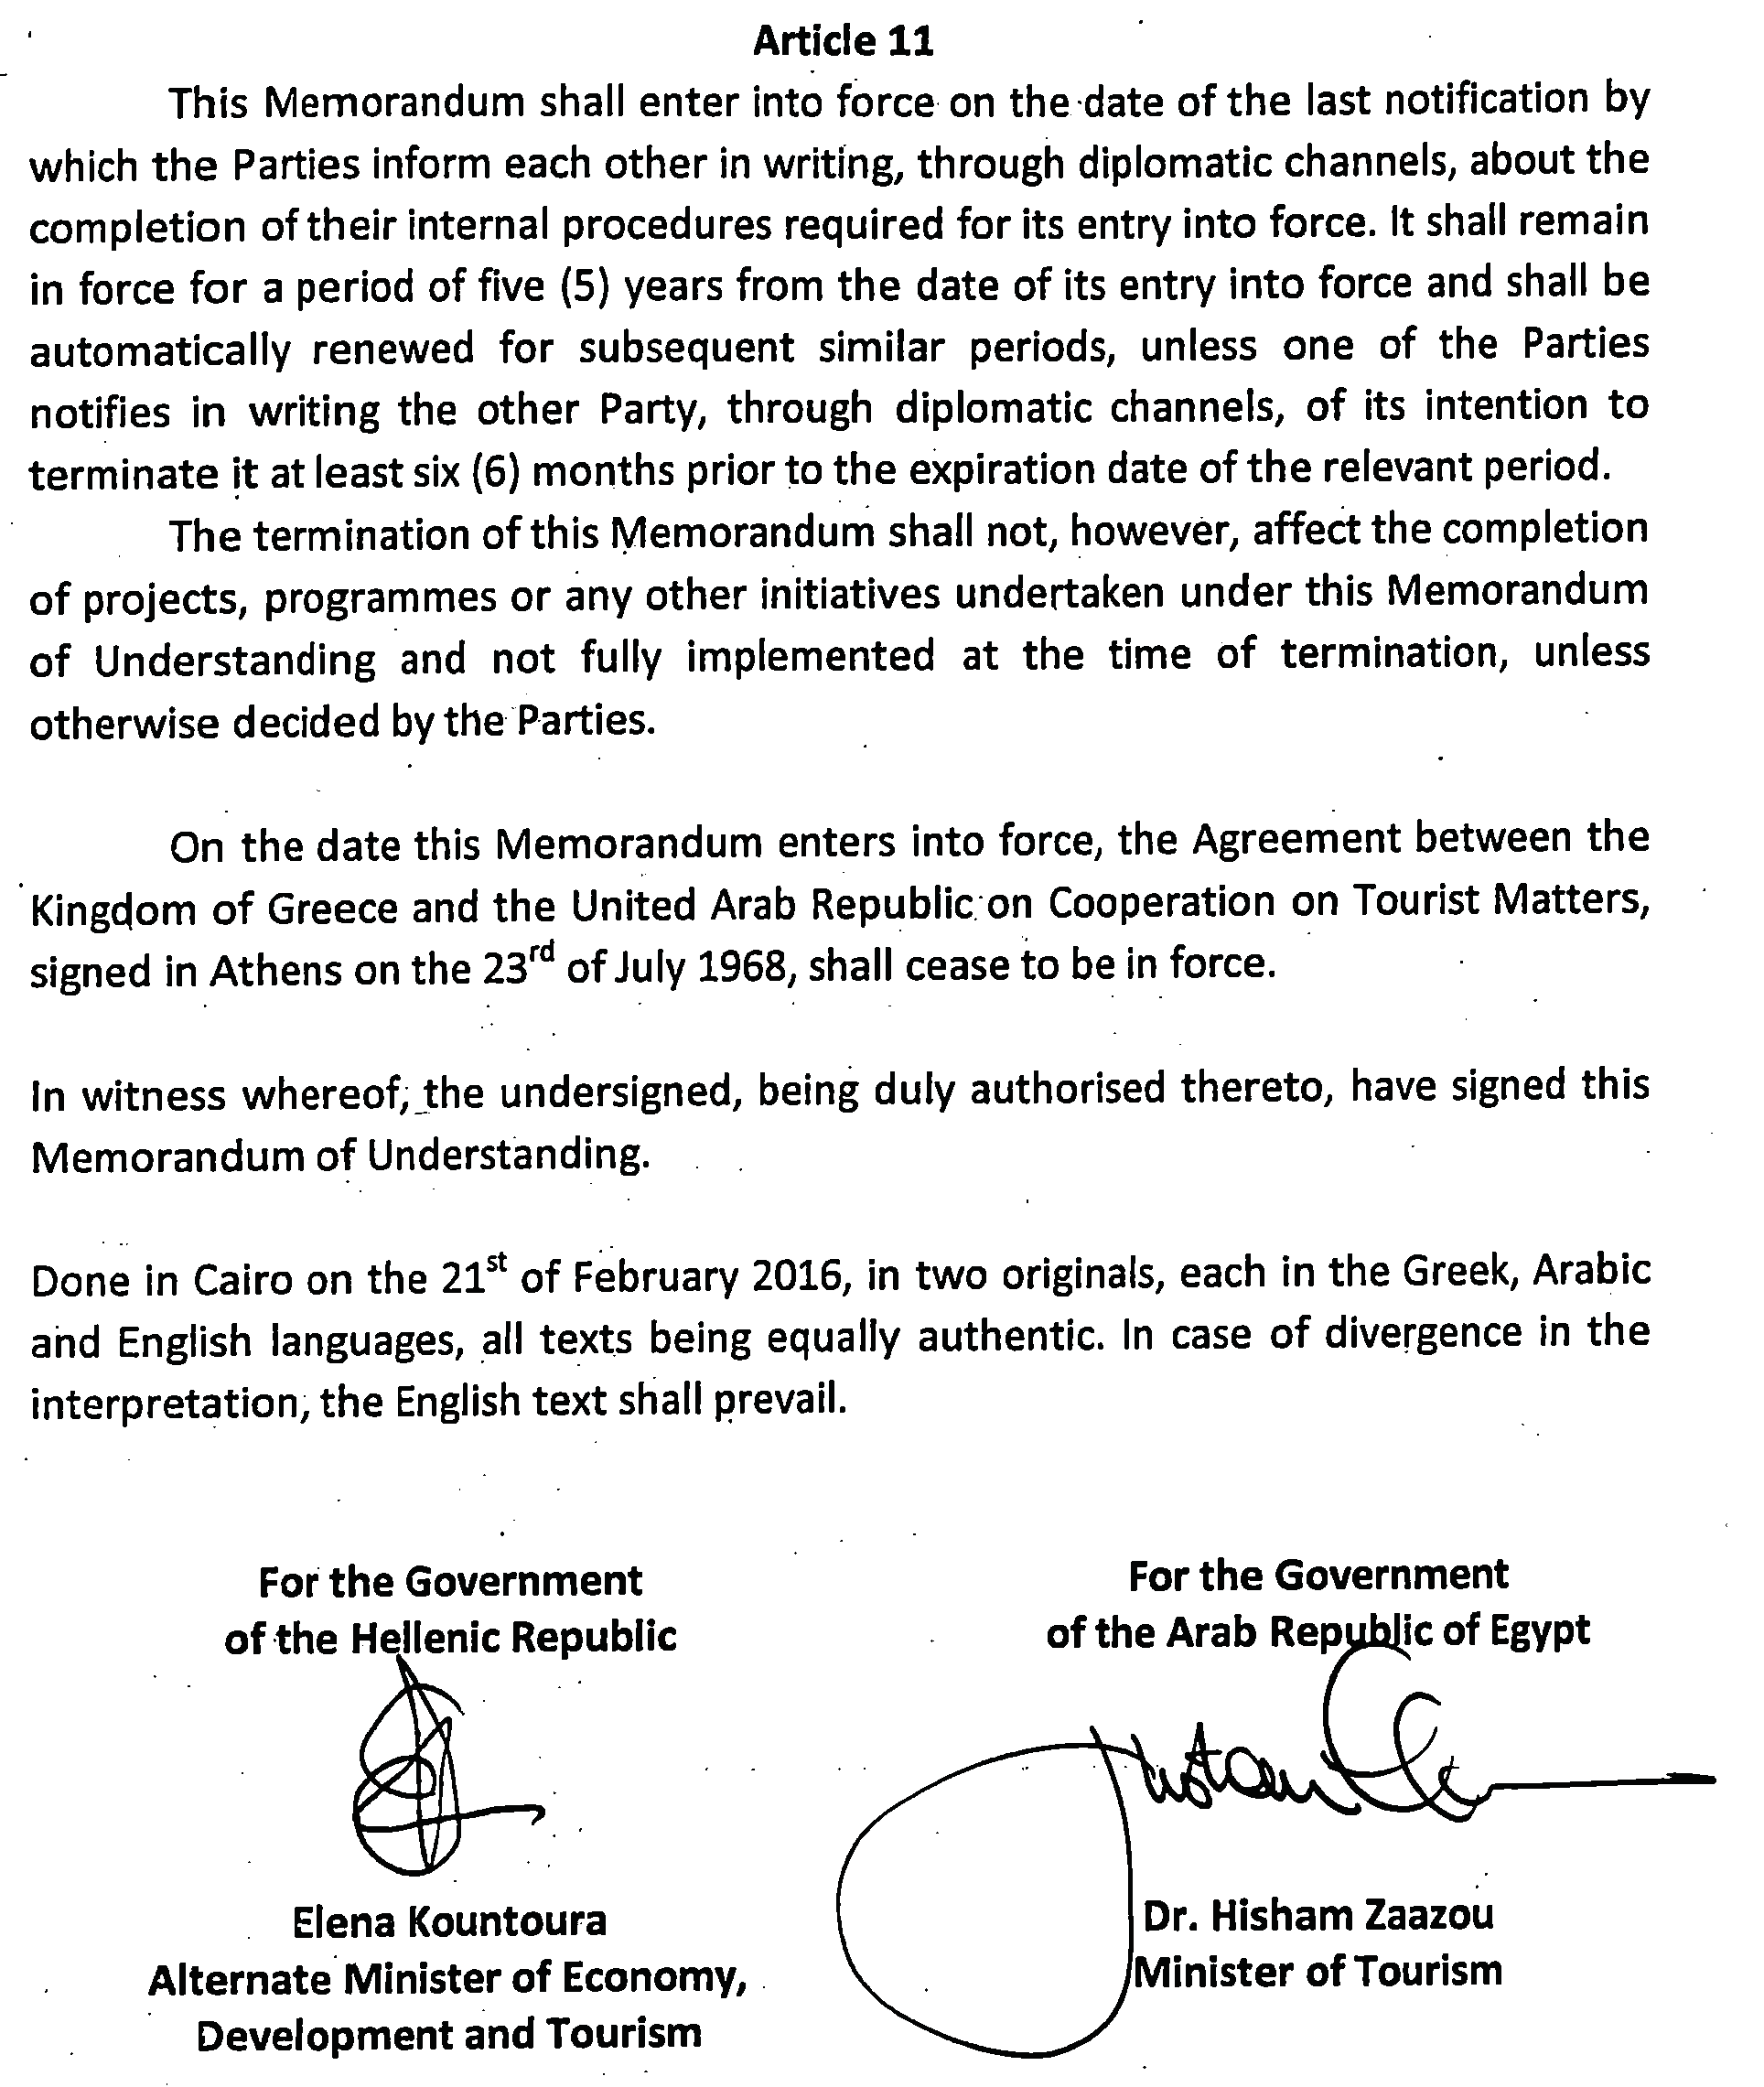 Article 11
This Memorandum shall enter into force on the date of the last notification by
which the Parties inform each other in writing, through diplomatic channels, about the
completion of their internal procedures required for its entry into force. It shall remain
in force for a period of five (5) years from the date of its entry into force and shall be
automatically renewed for subsequent similar periods, unless one of the Parties
notifies in writing the other Party, through diplomatic channels, of its intention to
terminate it at least six (6) months prior to the expiration date of the relevant period.
The termination of this Memorandum shall not, however, affect the completion
of projects, programmes or any other initiatives undertaken under this Memorandum
of Understanding and not fully implemented at the time of termination, unless
otherwise decided by the Parties.
On the date this Memorandum enters into force, the Agreement between the
Kingdom of Greece and the United Arab Republic on Cooperation on Tourist Matters,
signed in Athens on the 23rd of July 1968, shall cease to be in force.
In witness whereof, the undersigned, being duly authorised thereto, have signed this
Memorandum of Understanding.
Done in Cairo on the 21st of February 2016, in two originals, each in the Greek, Arabic
and English languages, all texts being equally authentic. In case of divergence in the
interpretation, the English text shall prevail.
For the Government
of the Hellenic Republic
Elena Kountoura
Alternate Minister of Economy,
Development and Tourism
For the Government
of the Arab Republic of Egypt
Dr. Hisham Zaazou
Minister of Tourism